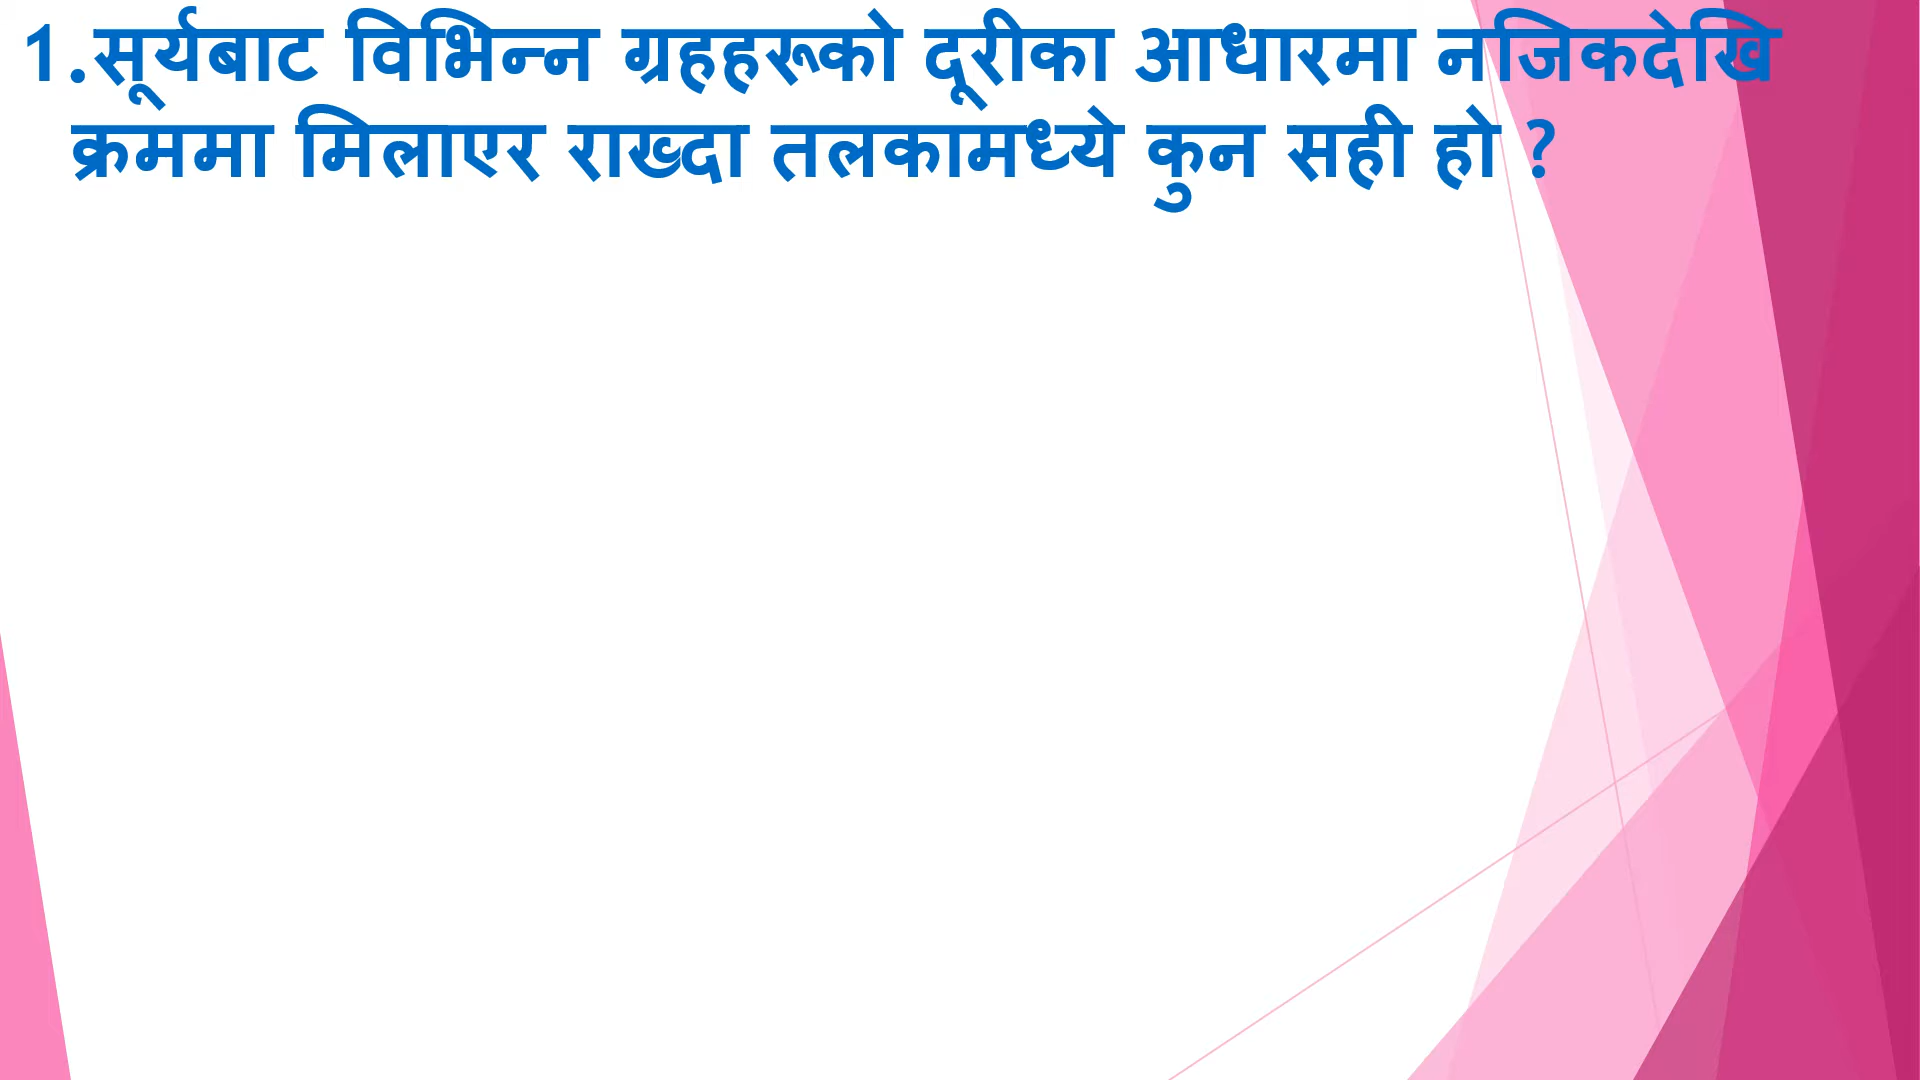 1.सूर्यबाट विभिन्न ग्रहहरूको दूरीका आधारमा नजिकदेखि
क्रममा मिलाएर राख्दा तलकामध्ये कुन सही हो ?